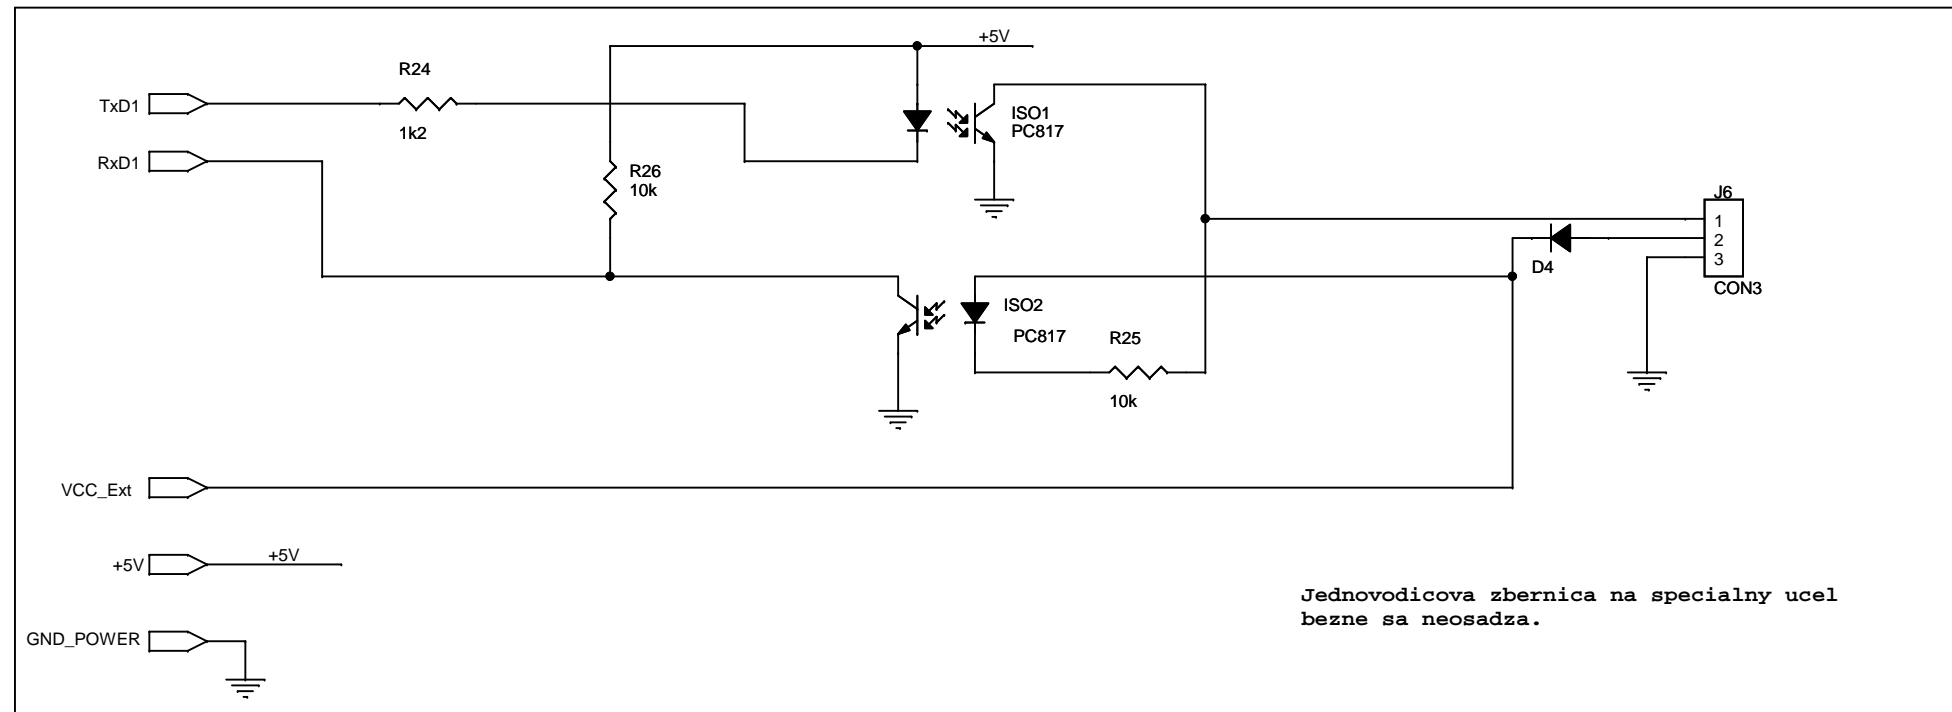 +5V
R24
TxD1
1k2
ISO1
PC817
RxD1
R26
10k
J6
1
2
3
D4
CON3
ISO2
PC817
R25
10k
VCC_Ext
+5V
+5V
Jednovodicova zbernica na specialny ucel
bezne sa neosadza.
GND_POWER